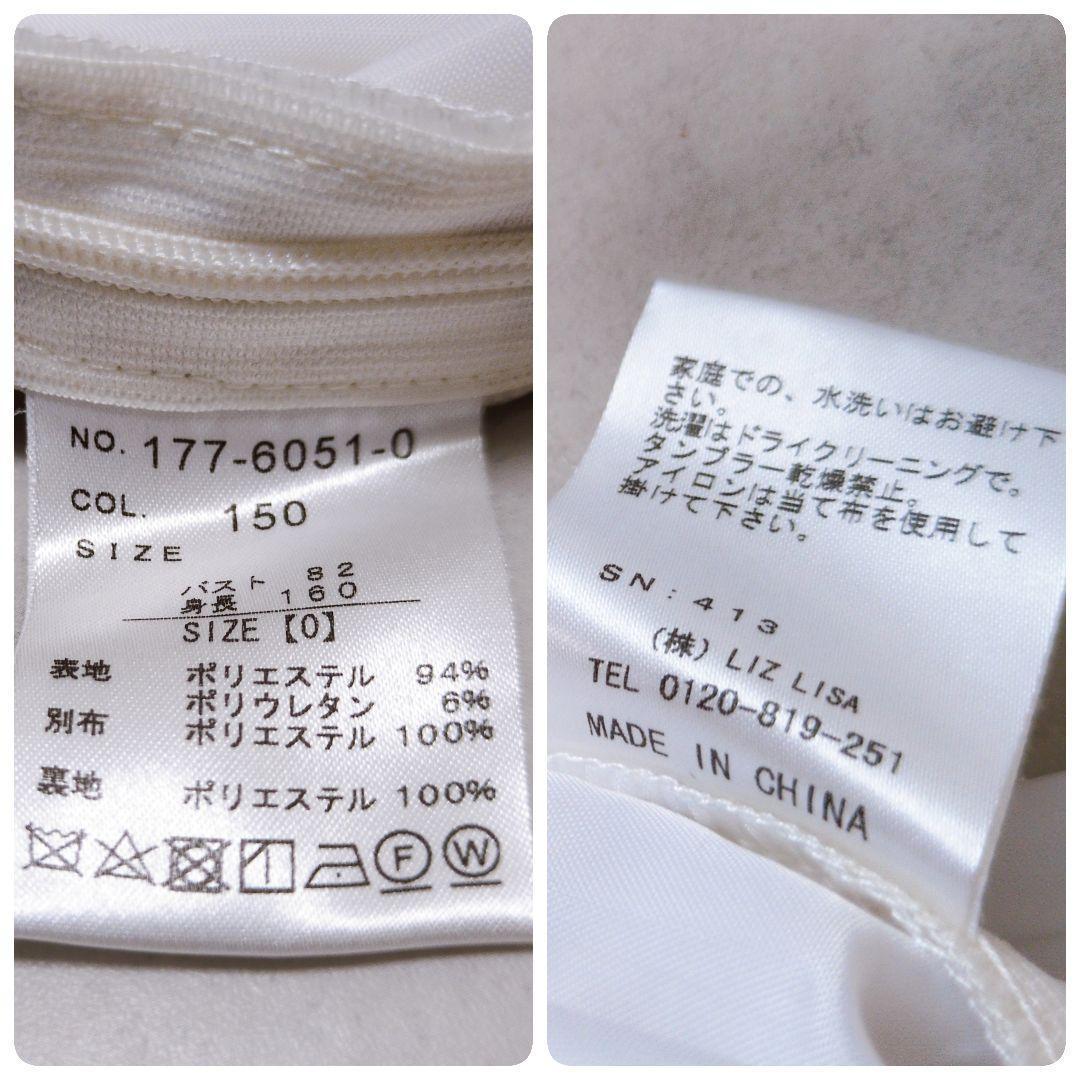 NO. 177-6051-0
COL. 150
SIZE
バスト 82
身長 160
SIZE【0】
表地 ポリエステル 94%
ポリウレタン 6%
別布 ポリエステル 100%
裏地 ポリエステル 100%
F W
家庭での、水洗いはお避け下
さい。
洗濯はドライクリーニングで。
タンブラー乾燥禁止。
アイロンは当て布を使用して
掛けて下さい。
SN:413
(株) LIZ LISA
TEL 0120-819-251
MADE IN CHINA